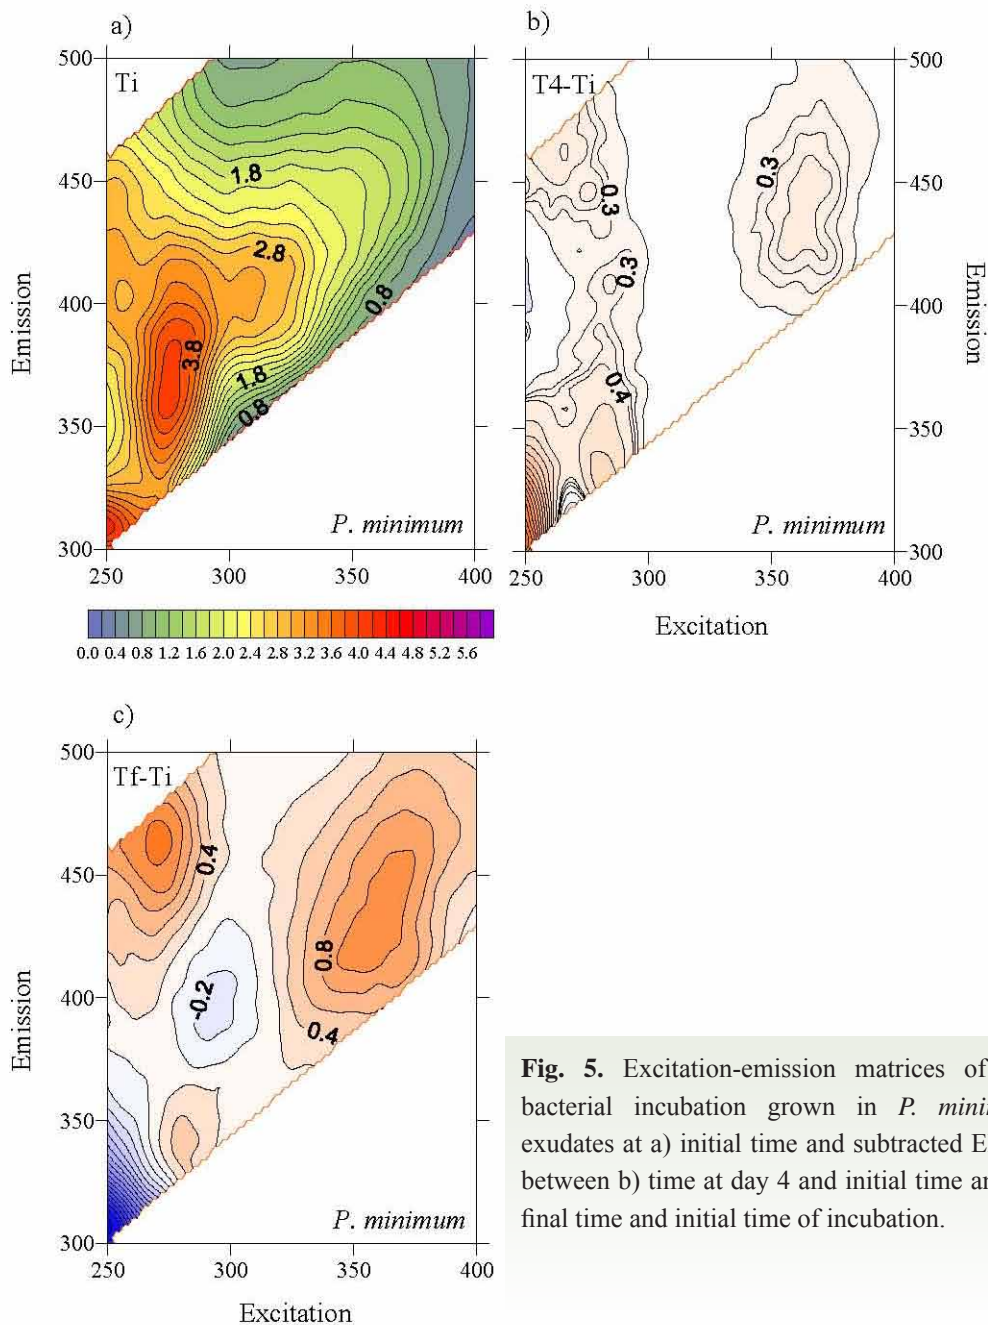 a)
Ti
500
450
400
350
300
Emission
1.8
2.8
3.8
0.8
1.8
0.8
P. minimum
250
300
350
400
0.0 0.4 0.8 1.2 1.6 2.0 2.4 2.8 3.2 3.6 4.0 4.4 4.8 5.2 5.6
b)
T4-Ti
0.3
0.3
0.3
0.4
P. minimum
500
450
400
350
300
Emission
250
300
350
400
Excitation
c)
Tf-Ti
500
450
400
350
300
Emission
0.4
0.8
-0.2
0.4
P. minimum
250
300
350
400
Excitation
Fig. 5. Excitation-emission matrices of
bacterial incubation grown in P. mini
exudates at a) initial time and subtracted E
between b) time at day 4 and initial time an
final time and initial time of incubation.